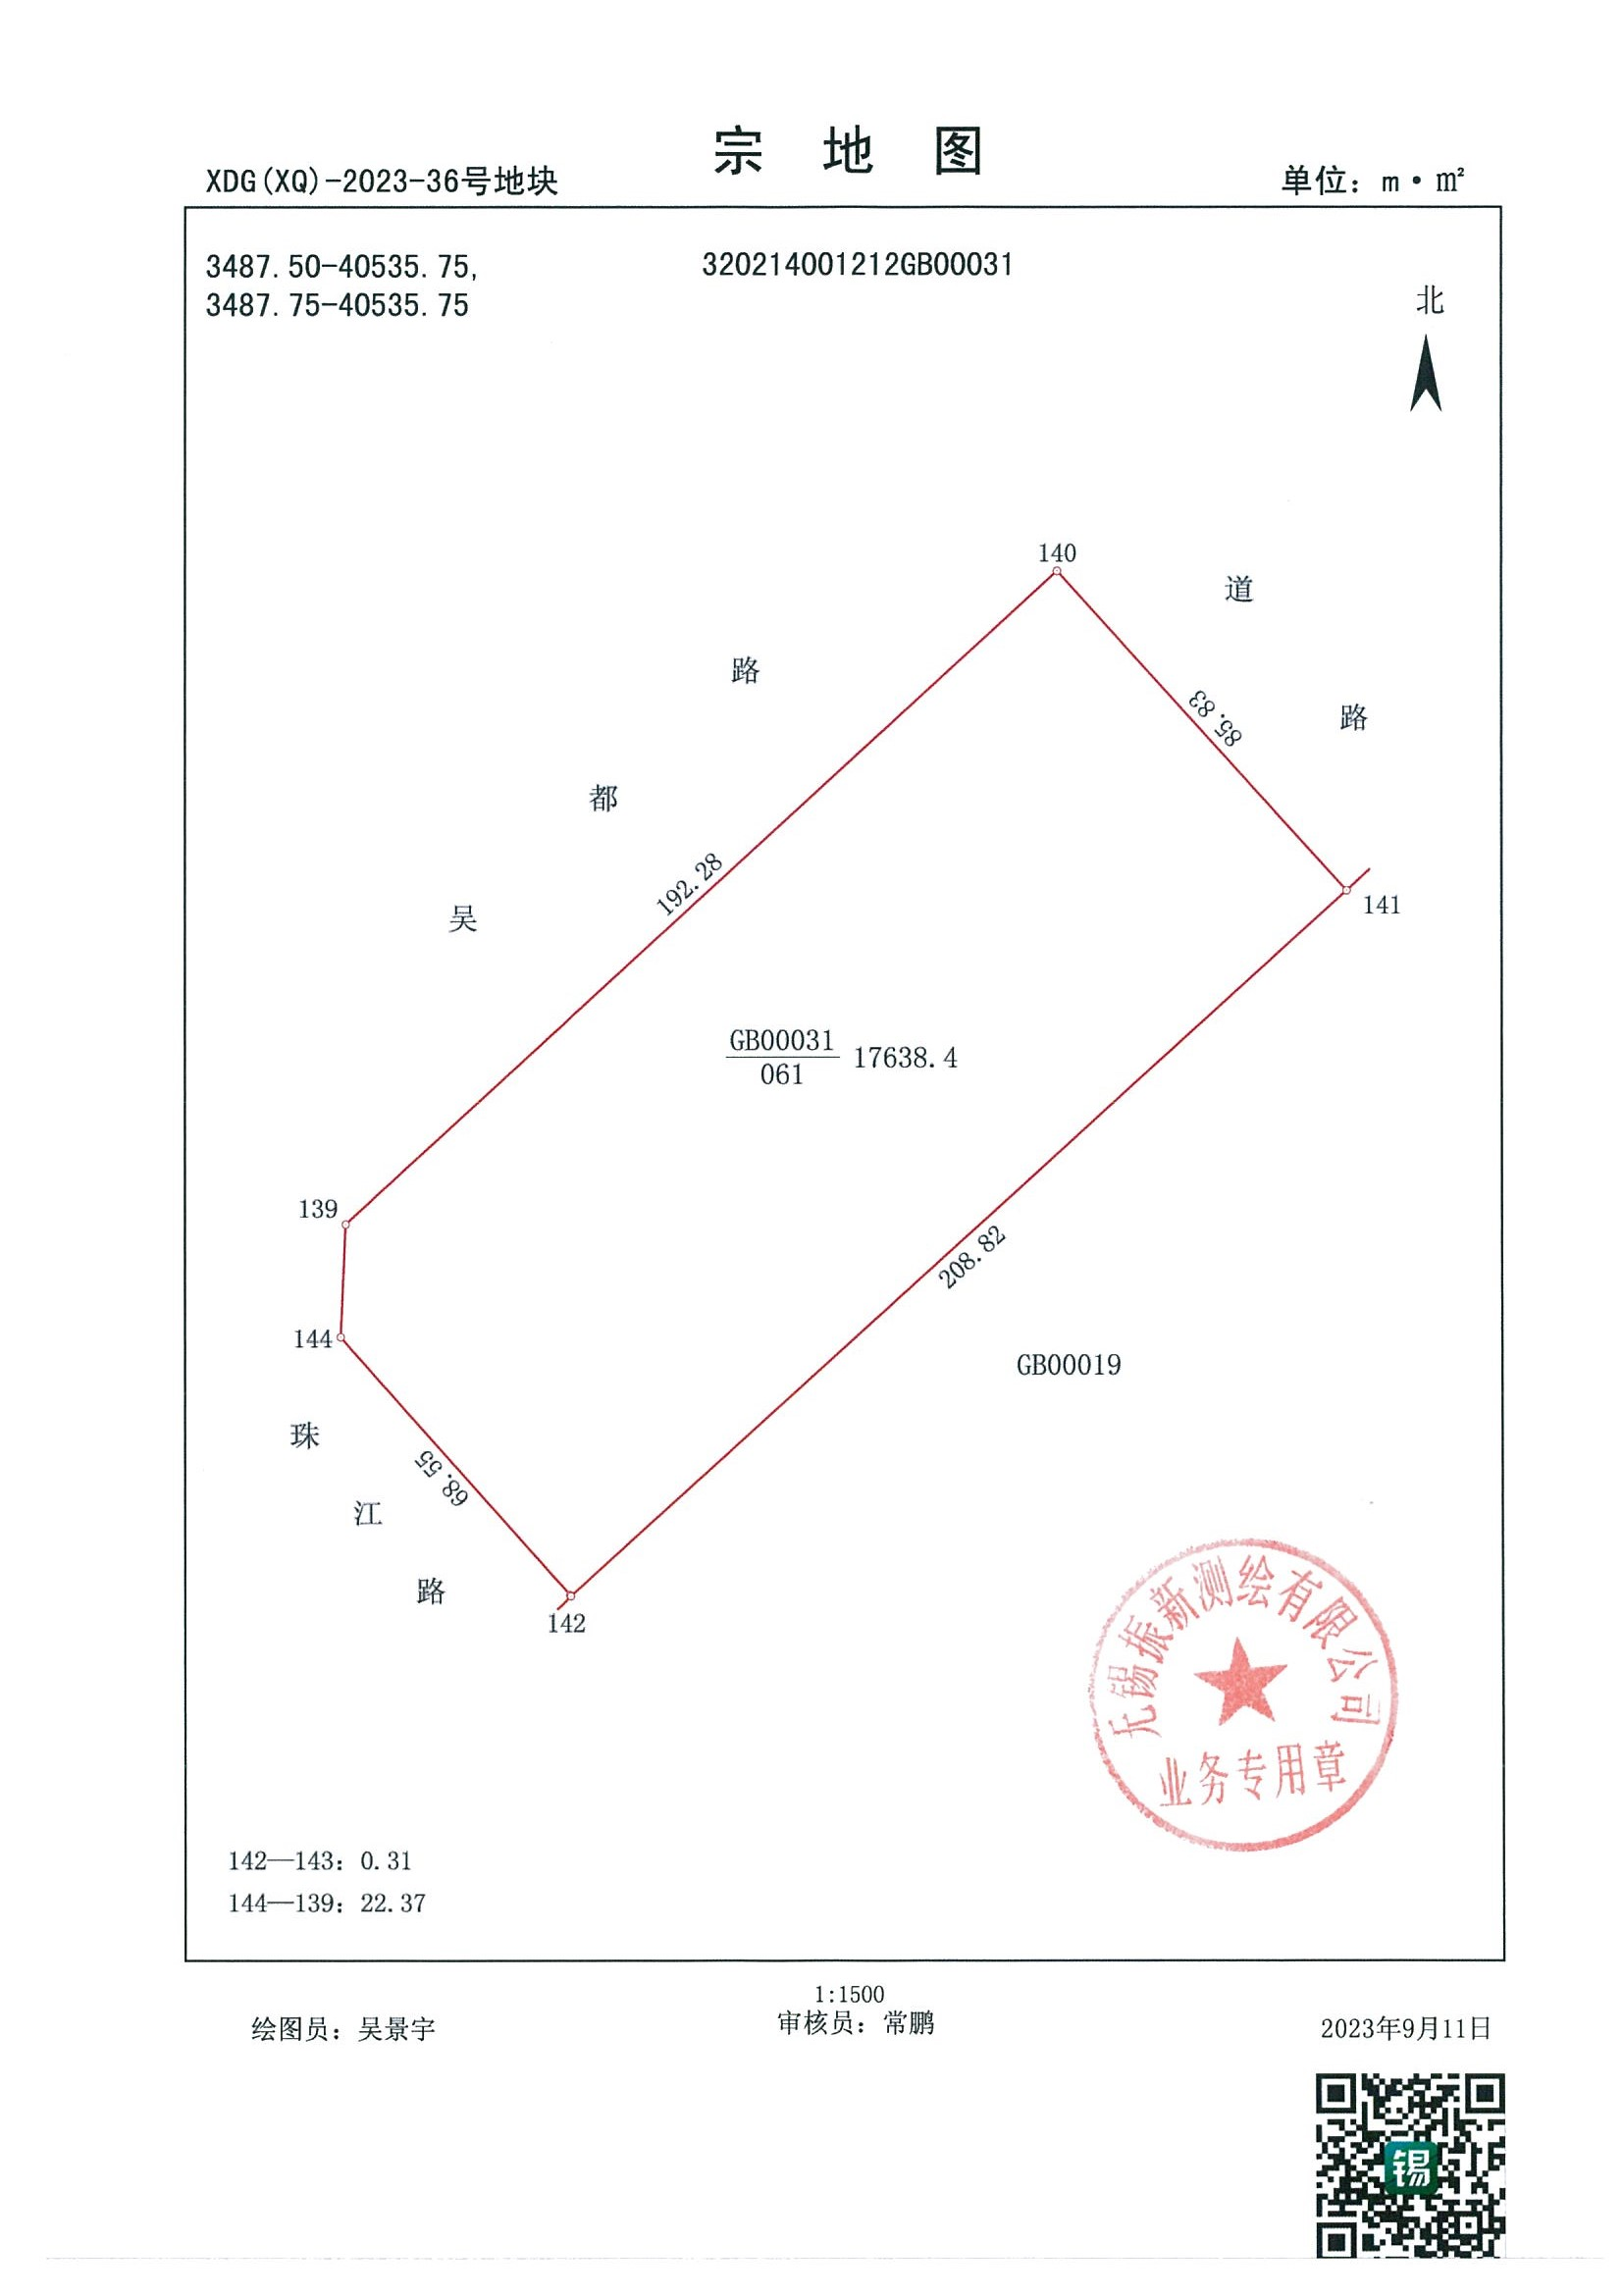 宗 地 图
XDG(XQ)-2023-36号地块
单位：m·㎡
3487.50-40535.75,
3487.75-40535.75
320214001212GB00031
北
140
道
路
85.83
141
路
都
吴
192.28
GB00031
061
17638.4
139
144
208.82
GB00019
珠
江
路
68.55
142
无锡振新测绘有限公司
业务专用章
142—143：0.31
144—139：22.37
1:1500
绘图员：吴景宇
审核员：常鹏
2023年9月11日
锡